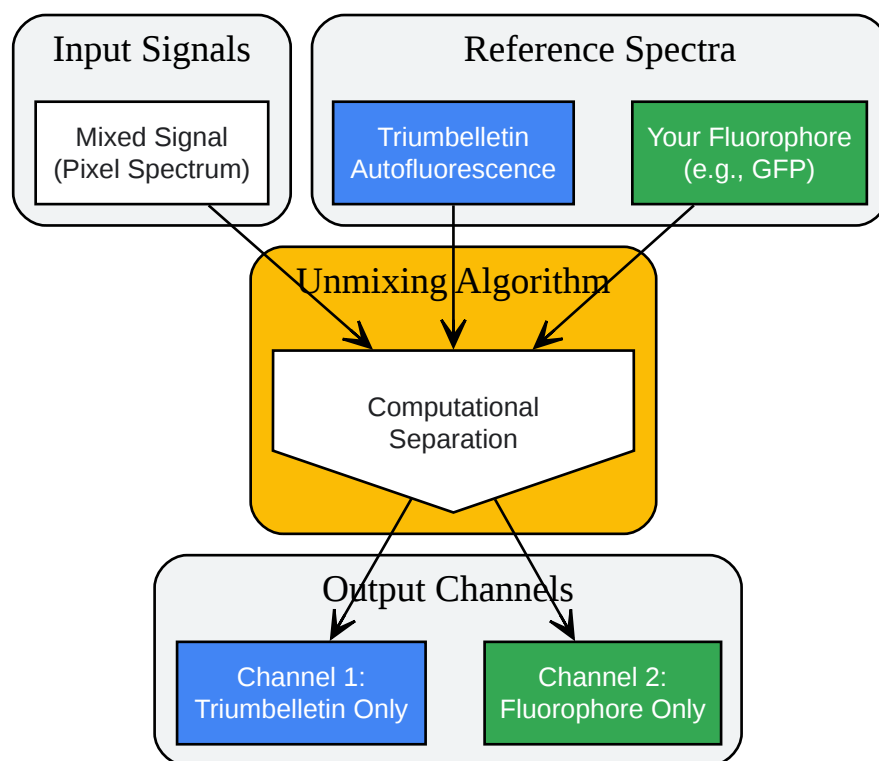 Input Signals
Mixed Signal
(Pixel Spectrum)
Reference Spectra
Triumbelletin
Autofluorescence
Your Fluorophore
(e.g., GFP)
Unmixing Algorithm
Computational
Separation
Output Channels
Channel 1:
Triumbelletin Only
Channel 2:
Fluorophore Only